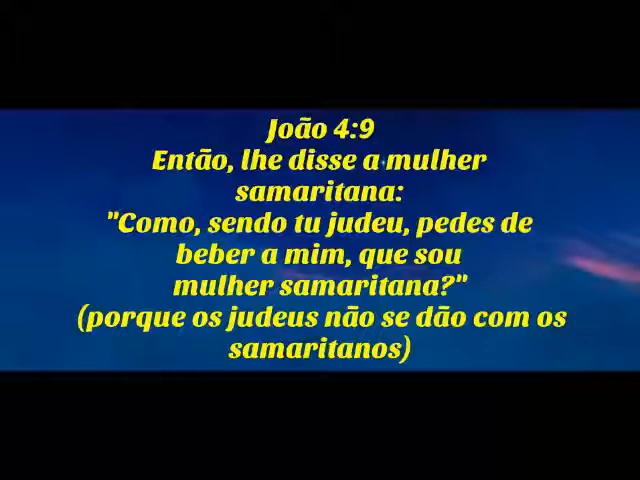 João 4:9
Então, lhe disse a mulher
samaritana:
"Como, sendo tu judeu, pedes de
beber a mim, que sou
mulher samaritana?"
(porque os judeus não se dão com os
samaritanos)